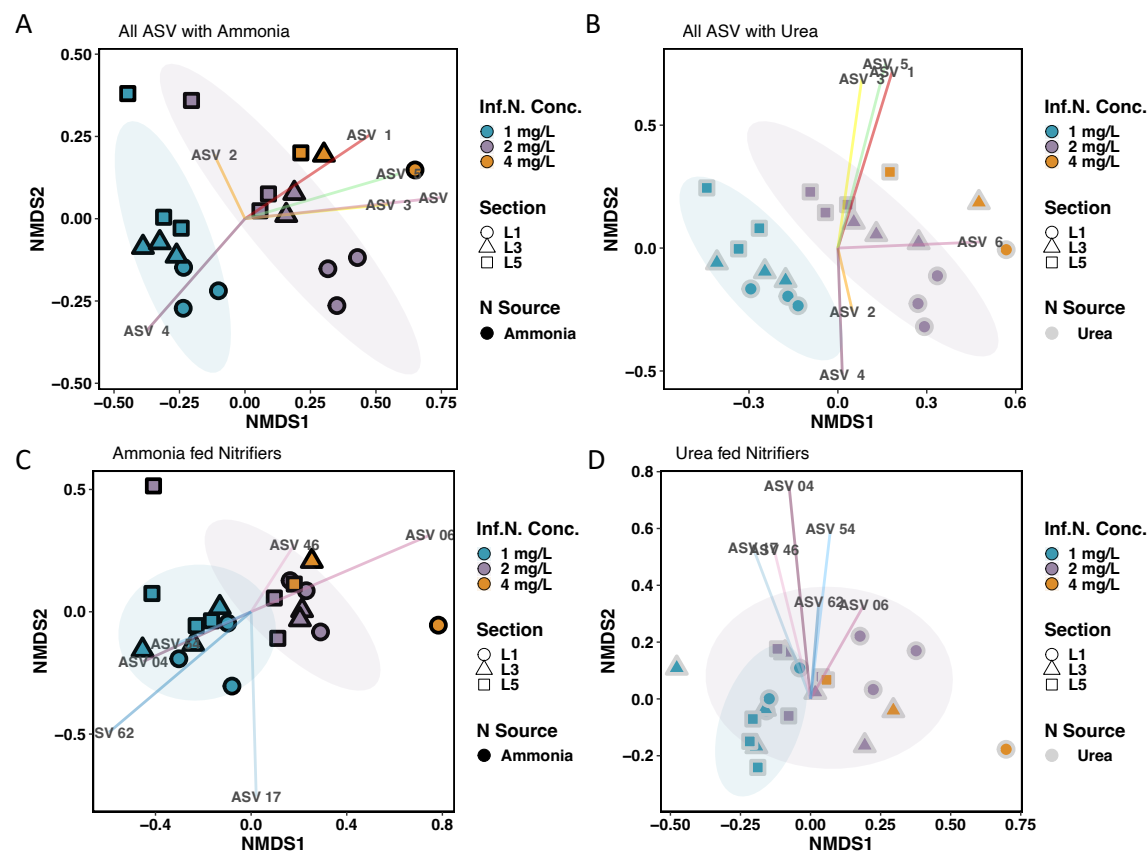 A
All ASV with Ammonia
NMDS2
0.50
0.25
0.00
−0.25
−0.50
ASV 1
ASV 2
ASV
ASV 3
ASV 4
−0.50 −0.25 0.00 0.25 0.50 0.75
NMDS1
Inf.N. Conc.
1 mg/L
2 mg/L
4 mg/L
Section
L1
L3
L5
N Source
Ammonia
B
All ASV with Urea
NMDS2
0.5
0.0
−0.5
ASV 5
ASV 1
ASV 3
ASV 6
ASV 2
ASV 4
−0.3 0.0 0.3 0.6
NMDS1
Inf.N. Conc.
1 mg/L
2 mg/L
4 mg/L
Section
L1
L3
L5
N Source
Urea
C
Ammonia fed Nitrifiers
NMDS2
0.5
0.0
−0.5
ASV 06
ASV 46
ASV
ASV 04
SV 62
ASV 17
−0.4 0.0 0.4 0.8
NMDS1
Inf.N. Conc.
1 mg/L
2 mg/L
4 mg/L
Section
L1
L3
L5
N Source
Ammonia
D
Urea fed Nitrifiers
NMDS2
0.8
0.6
0.4
0.2
0.0
−0.2
ASV 04
ASV 54
ASV 17
ASV 46
ASV 62
ASV 06
−0.50 −0.25 0.00 0.25 0.50 0.75
NMDS1
Inf.N. Conc.
1 mg/L
2 mg/L
4 mg/L
Section
L1
L3
L5
N Source
Urea